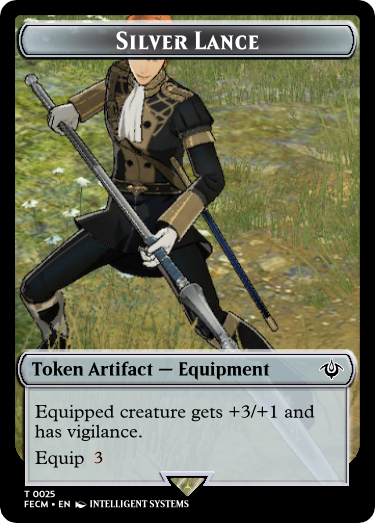 SILVER LANCE
Token Artifact — Equipment
Equipped creature gets +3/+1 and
has vigilance.
Equip 3
T 0025
FECM • EN INTELLIGENT SYSTEMS